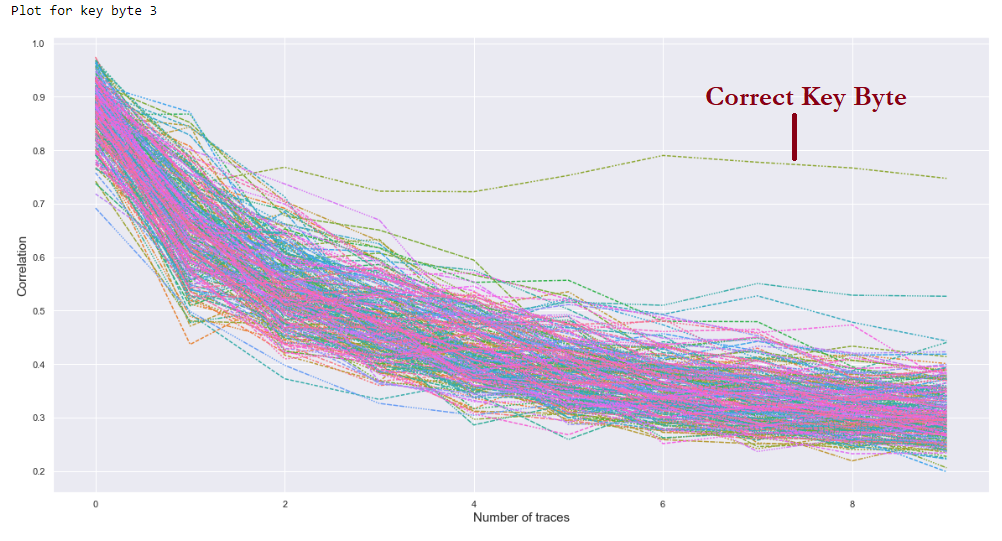 Plot for key byte 3
1.0
0.9
Correct Key Byte
0.8
0.7
0.6
Correlation
0.5
0.4
0.3
0.2
0 2 4 6 8
Number of traces